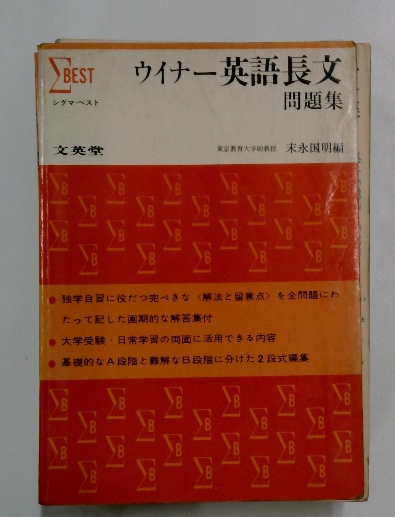 ΣBEST
シグマ・ベスト
ウイナー英語長文
問題集
文英堂
東京教育大学助教授 末永国明編
● 独学自習に役だつ完ぺきな〈解法と留意点〉を全問題にわ
たって記した画期的な解答集付
● 大学受験・日常学習の両面に活用できる内容
● 基礎的なA段階と難解なB段階に分けた2段式編集